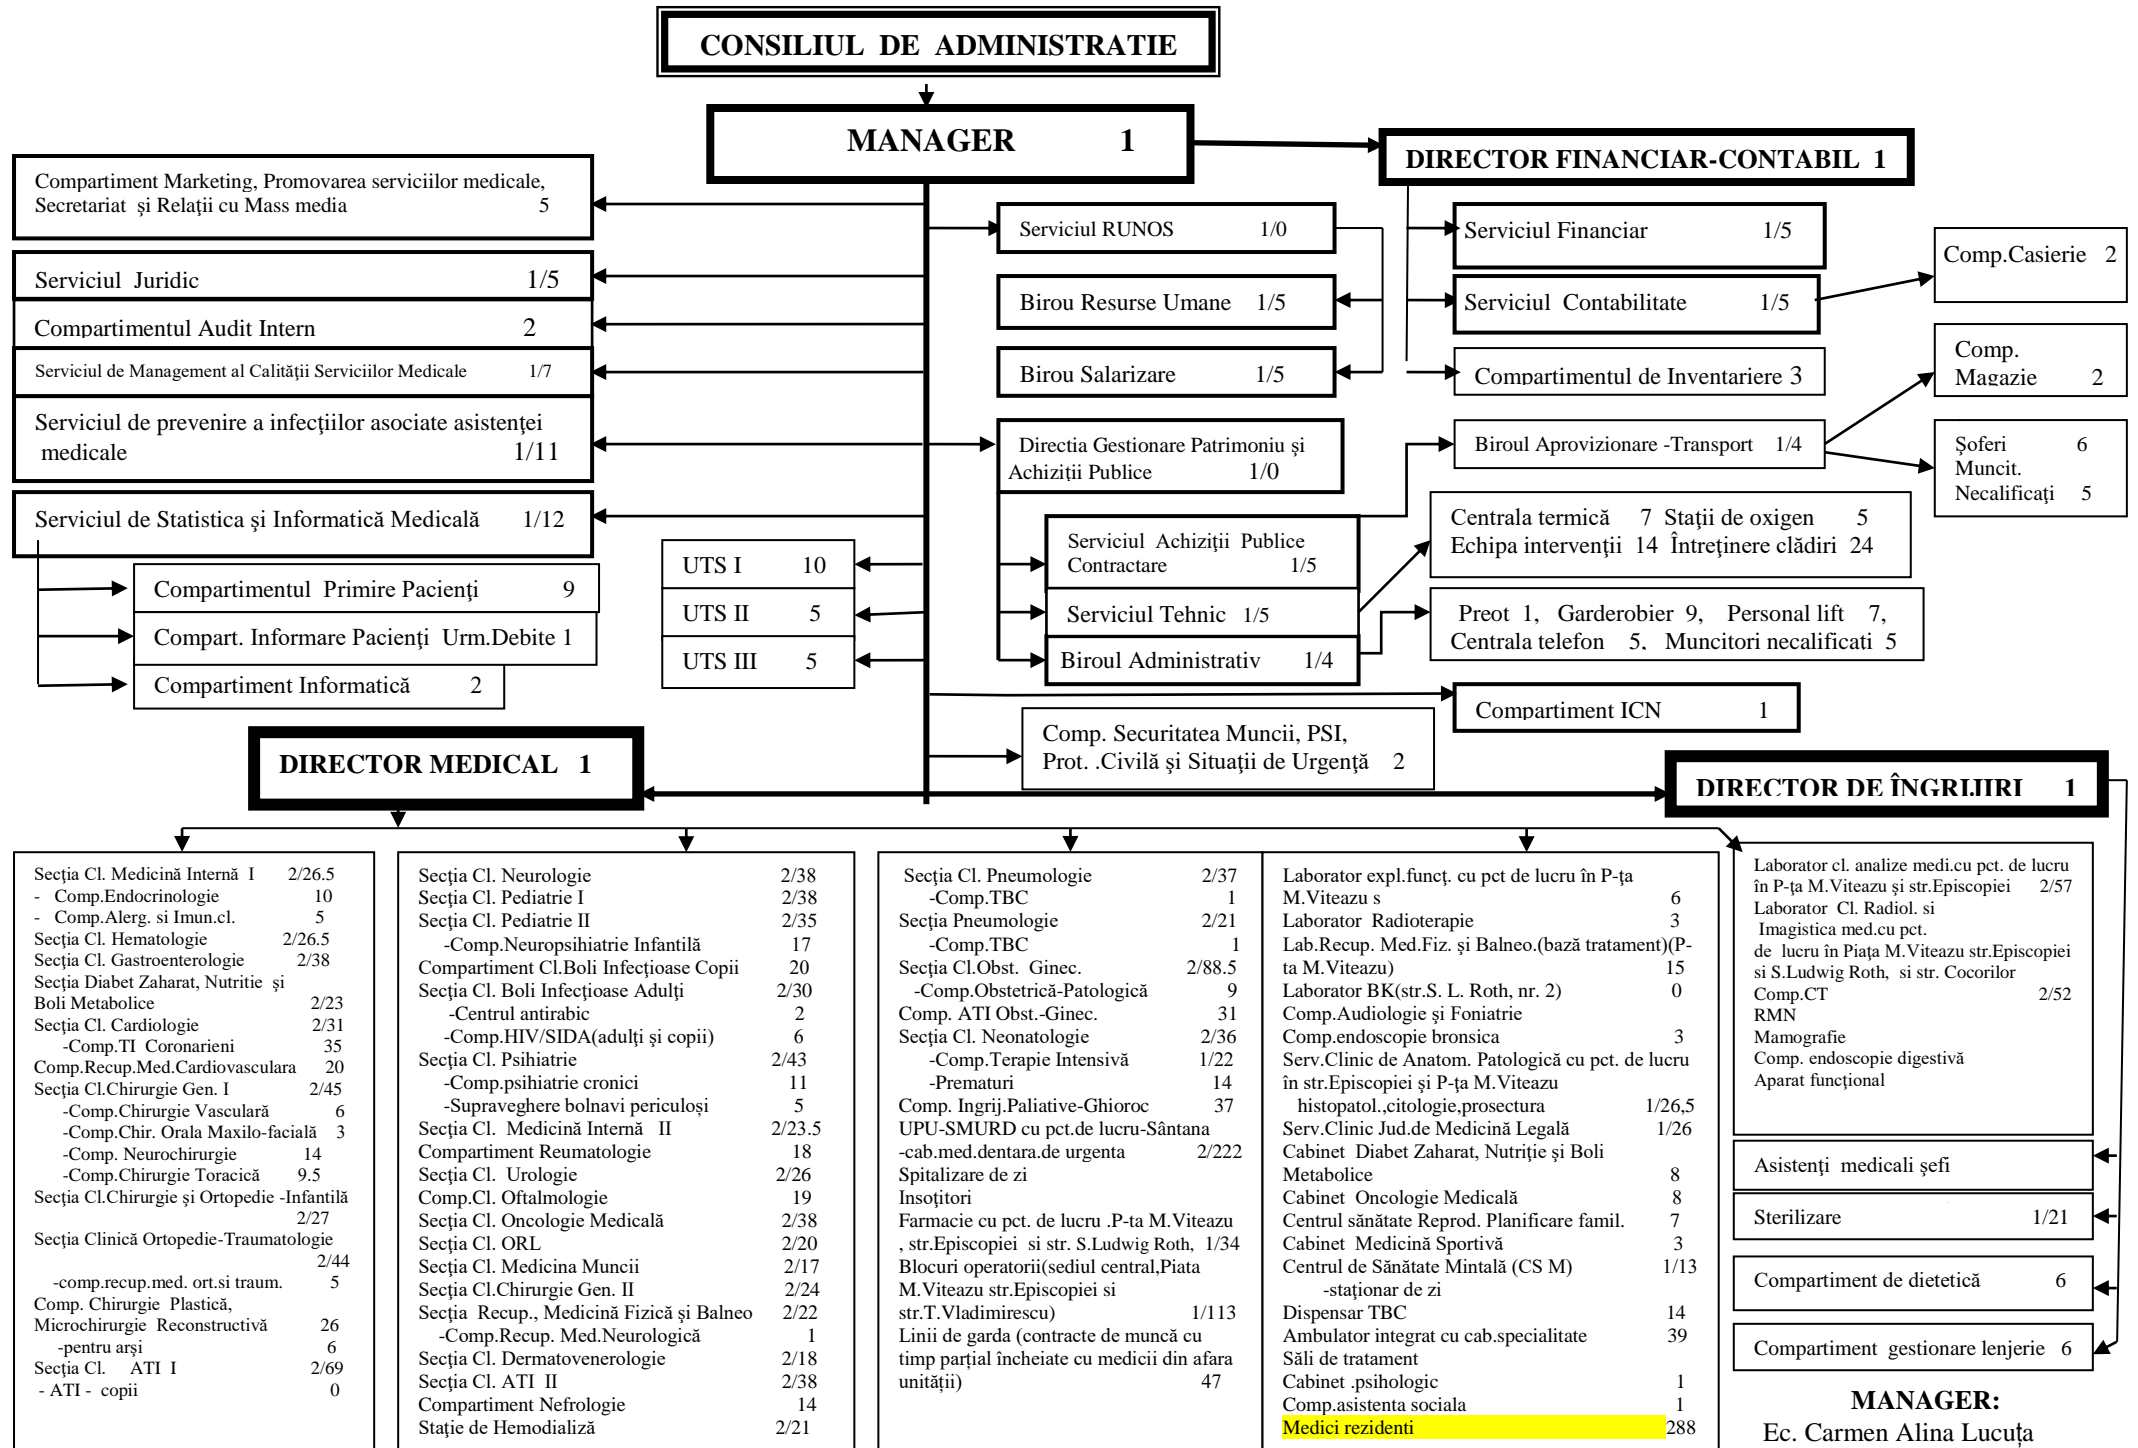 CONSILIUL DE ADMINISTRATIE
MANAGER 1
DIRECTOR FINANCIAR-CONTABIL 1
Compartiment Marketing, Promovarea serviciilor medicale,
Secretariat şi Relaţii cu Mass media 5
Serviciul Juridic 1/5
Compartimentul Audit Intern 2
Serviciul de Management al Calităţii Serviciilor Medicale 1/7
Serviciul de prevenire a infecţiilor asociate asistenţei
medicale 1/11
Serviciul de Statistica şi Informatică Medicală 1/12
Compartimentul Primire Pacienţi 9
Compart. Informare Pacienţi Urm.Debite 1
Compartiment Informatică 2
UTS I 10
UTS II 5
UTS III 5
Serviciul RUNOS 1/0
Birou Resurse Umane 1/5
Birou Salarizare 1/5
Directia Gestionare Patrimoniu şi
Achiziţii Publice 1/0
Serviciul Achiziţii Publice
Contractare 1/5
Serviciul Tehnic 1/5
Biroul Administrativ 1/4
Serviciul Financiar 1/5
Serviciul Contabilitate 1/5
Compartimentul de Inventariere 3
Biroul Aprovizionare -Transport 1/4
Comp.Casierie 2
Comp.
Magazie 2
Şoferi 6
Muncit.
Necalificaţi 5
Centrala termică 7 Staţii de oxigen 5
Echipa intervenţii 14 Întreţinere clădiri 24
Preot 1, Garderobier 9, Personal lift 7,
Centrala telefon 5, Muncitori necalificati 5
Compartiment ICN 1
Comp. Securitatea Muncii, PSI,
Prot. .Civilă şi Situaţii de Urgenţă 2
DIRECTOR MEDICAL 1
DIRECTOR DE ÎNGRIJIRI 1
Secţia Cl. Medicină Internă I 2/26.5
- Comp.Endocrinologie 10
- Comp.Alerg. si Imun.cl. 5
Secţia Cl. Hematologie 2/26.5
Secţia Cl. Gastroenterologie 2/38
Secţia Diabet Zaharat, Nutritie şi
Boli Metabolice 2/23
Secţia Cl. Cardiologie 2/31
-Comp.TI Coronarieni 35
Comp.Recup.Med.Cardiovasculara 20
Secţia Cl.Chirurgie Gen. I 2/45
-Comp.Chirurgie Vasculară 6
-Comp.Chir. Orala Maxilo-facială 3
-Comp. Neurochirurgie 14
-Comp.Chirurgie Toracică 9.5
Secţia Cl.Chirurgie şi Ortopedie -Infantilă
2/27
Secţia Clinică Ortopedie-Traumatologie
2/44
-comp.recup.med. ort.si traum. 5
Comp. Chirurgie Plastică,
Microchirurgie Reconstructivă 26
-pentru arşi 6
Secţia Cl. ATI I 2/69
- ATI - copii 0
Secţia Cl. Neurologie 2/38
Secţia Cl. Pediatrie I 2/38
Secţia Cl. Pediatrie II 2/35
-Comp.Neuropsihiatrie Infantilă 17
Compartiment Cl.Boli Infecţioase Copii 20
Secţia Cl. Boli Infecţioase Adulţi 2/30
-Centrul antirabic 2
-Comp.HIV/SIDA(adulţi şi copii) 6
Secţia Cl. Psihiatrie 2/43
-Comp.psihiatrie cronici 11
-Supraveghere bolnavi periculoși 5
Secţia Cl. Medicină Internă II 2/23.5
Compartiment Reumatologie 18
Secţia Cl. Urologie 2/26
Comp.Cl. Oftalmologie 19
Secţia Cl. Oncologie Medicală 2/38
Secţia Cl. ORL 2/20
Secţia Cl. Medicina Muncii 2/17
Secţia Cl.Chirurgie Gen. II 2/24
Secţia Recup., Medicină Fizică și Balneo 2/22
-Comp.Recup. Med.Neurologică 1
Secţia Cl. Dermatovenerologie 2/18
Secţia Cl. ATI II 2/38
Compartiment Nefrologie 14
Staţie de Hemodializă 2/21
Secţia Cl. Pneumologie 2/37
-Comp.TBC 1
Secţia Pneumologie 2/21
-Comp.TBC 1
Secţia Cl.Obst. Ginec. 2/88.5
-Comp.Obstetrică-Patologică 9
Comp. ATI Obst.-Ginec. 31
Secţia Cl. Neonatologie 2/36
-Comp.Terapie Intensivă 1/22
-Prematuri 14
Comp. Ingrij.Paliative-Ghioroc 37
UPU-SMURD cu pct.de lucru-Sântana
-cab.med.dentara.de urgenta 2/222
Spitalizare de zi
Insoţitori
Farmacie cu pct. de lucru .P-ta M.Viteazu
, str.Episcopiei si str. S.Ludwig Roth, 1/34
Blocuri operatorii(sediul central,Piata
M.Viteazu str.Episcopiei si
str.T.Vladimirescu) 1/113
Linii de garda (contracte de muncă cu
timp parțial încheiate cu medicii din afara
unității) 47
Laborator expl.funcţ. cu pct de lucru în P-ţa
M.Viteazu s 6
Laborator Radioterapie 3
Lab.Recup. Med.Fiz. şi Balneo.(bază tratament)(P-
ta M.Viteazu) 15
Laborator BK(str.S. L. Roth, nr. 2) 0
Comp.Audiologie şi Foniatrie
Comp.endoscopie bronsica 3
Serv.Clinic de Anatom. Patologică cu pct. de lucru
în str.Episcopiei şi P-ţa M.Viteazu
histopatol.,citologie,prosectura 1/26,5
Serv.Clinic Jud.de Medicină Legală 1/26
Cabinet Diabet Zaharat, Nutriţie şi Boli
Metabolice 8
Cabinet Oncologie Medicală 8
Centrul sănătate Reprod. Planificare famil. 7
Cabinet Medicină Sportivă 3
Centrul de Sănătate Mintală (CS M) 1/13
-staţionar de zi
Dispensar TBC 14
Ambulator integrat cu cab.specialitate 39
Săli de tratament
Cabinet .psihologic 1
Comp.asistenta sociala 1
Medici rezidenti 288
Laborator cl. analize medi.cu pct. de lucru
în P-ţa M.Viteazu şi str.Episcopiei 2/57
Laborator Cl. Radiol. si
Imagistica med.cu pct.
de lucru în Piaţa M.Viteazu str.Episcopiei
si S.Ludwig Roth, si str. Cocorilor
Comp.CT 2/52
RMN
Mamografie
Comp. endoscopie digestivă
Aparat funcţional
Asistenţi medicali şefi
Sterilizare 1/21
Compartiment de dietetică 6
Compartiment gestionare lenjerie 6
MANAGER:
Ec. Carmen Alina Lucuța